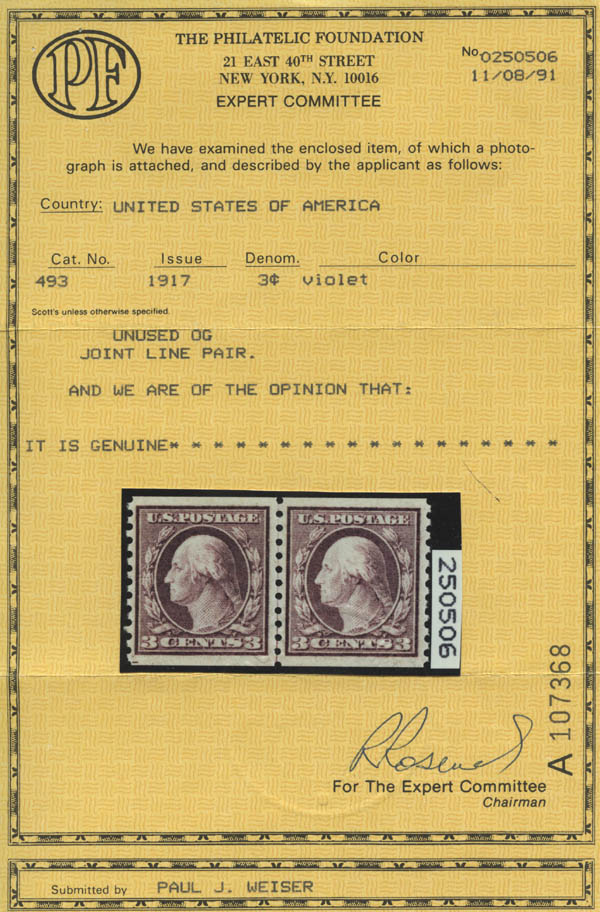 PF
THE PHILATELIC FOUNDATION
21 EAST 40TH STREET
NEW YORK, N.Y. 10016
EXPERT COMMITTEE
No 0250506
11/08/91
We have examined the enclosed item, of which a photo-
graph is attached, and described by the applicant as follows:
Country: UNITED STATES OF AMERICA
Cat. No. Issue Denom. Color
493 1917 3¢ violet
Scott's unless otherwise specified.
UNUSED OG
JOINT LINE PAIR.
AND WE ARE OF THE OPINION THAT:
IT IS GENUINE* * * * * * * * * * * * * * * * * *
U.S. POSTAGE U.S. POSTAGE
3 CENTS 3 3 CENTS 3
250506
A 107368
For The Expert Committee
Chairman
Submitted by PAUL J. WEISER